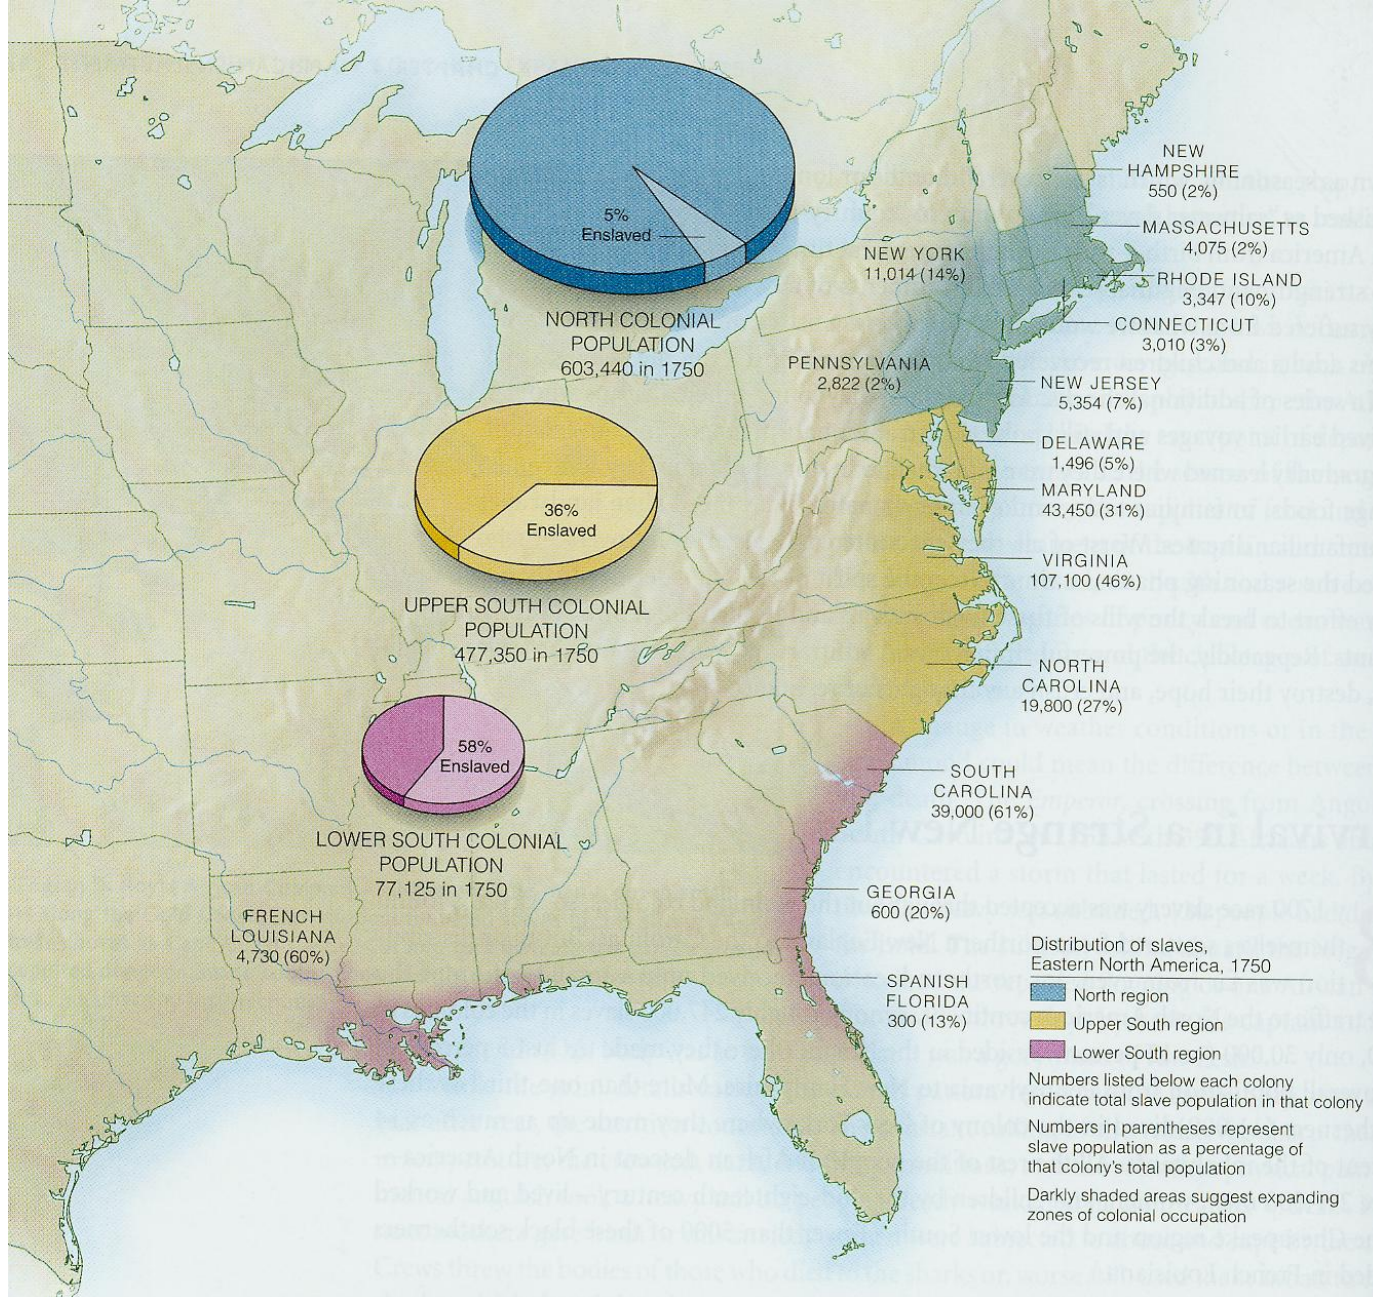 5%
Enslaved
NORTH COLONIAL
POPULATION
603,440 in 1750
36%
Enslaved
UPPER SOUTH COLONIAL
POPULATION
477,350 in 1750
58%
Enslaved
LOWER SOUTH COLONIAL
POPULATION
77,125 in 1750
NEW
HAMPSHIRE
550 (2%)
MASSACHUSETTS
4,075 (2%)
NEW YORK
11,014 (14%)
RHODE ISLAND
3,347 (10%)
CONNECTICUT
3,010 (3%)
PENNSYLVANIA
2,822 (2%)
NEW JERSEY
5,354 (7%)
DELAWARE
1,496 (5%)
MARYLAND
43,450 (31%)
VIRGINIA
107,100 (46%)
NORTH
CAROLINA
19,800 (27%)
SOUTH
CAROLINA
39,000 (61%)
GEORGIA
600 (20%)
FRENCH
LOUISIANA
4,730 (60%)
SPANISH
FLORIDA
300 (13%)
Distribution of slaves,
Eastern North America, 1750
North region
Upper South region
Lower South region
Numbers listed below each colony
indicate total slave population in that colony
Numbers in parentheses represent
slave population as a percentage of
that colony's total population
Darkly shaded areas suggest expanding
zones of colonial occupation